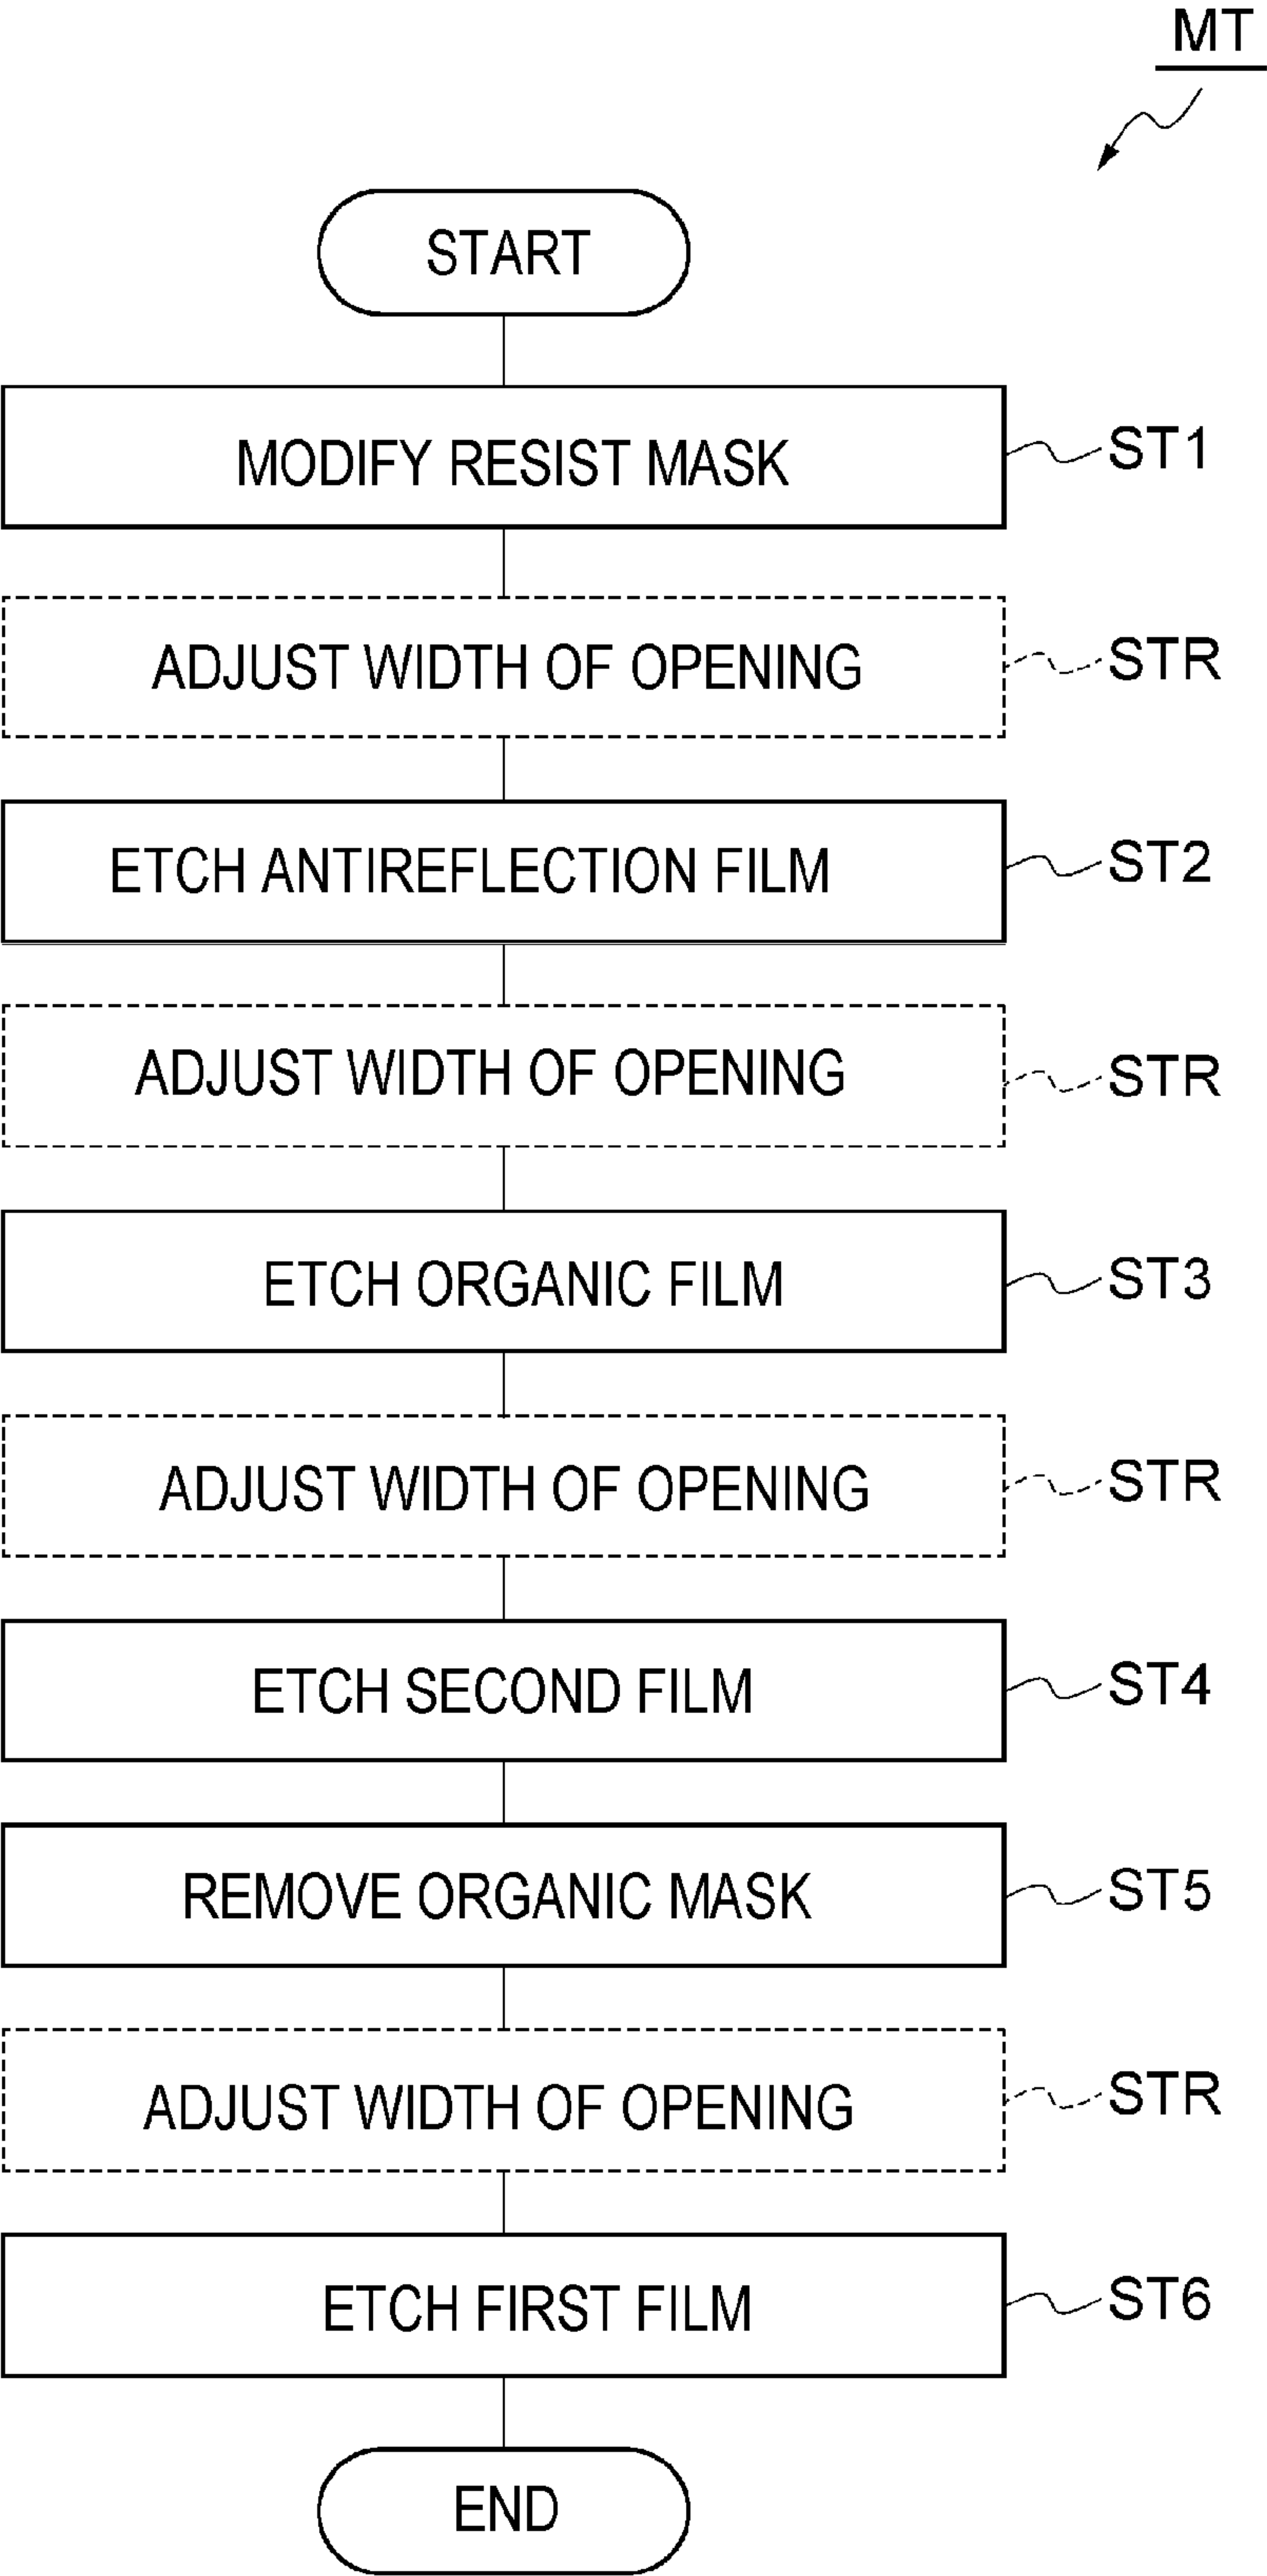 MT
START
MODIFY RESIST MASK
ST1
ADJUST WIDTH OF OPENING
STR
ETCH ANTIREFLECTION FILM
ST2
ADJUST WIDTH OF OPENING
STR
ETCH ORGANIC FILM
ST3
ADJUST WIDTH OF OPENING
STR
ETCH SECOND FILM
ST4
REMOVE ORGANIC MASK
ST5
ADJUST WIDTH OF OPENING
STR
ETCH FIRST FILM
ST6
END